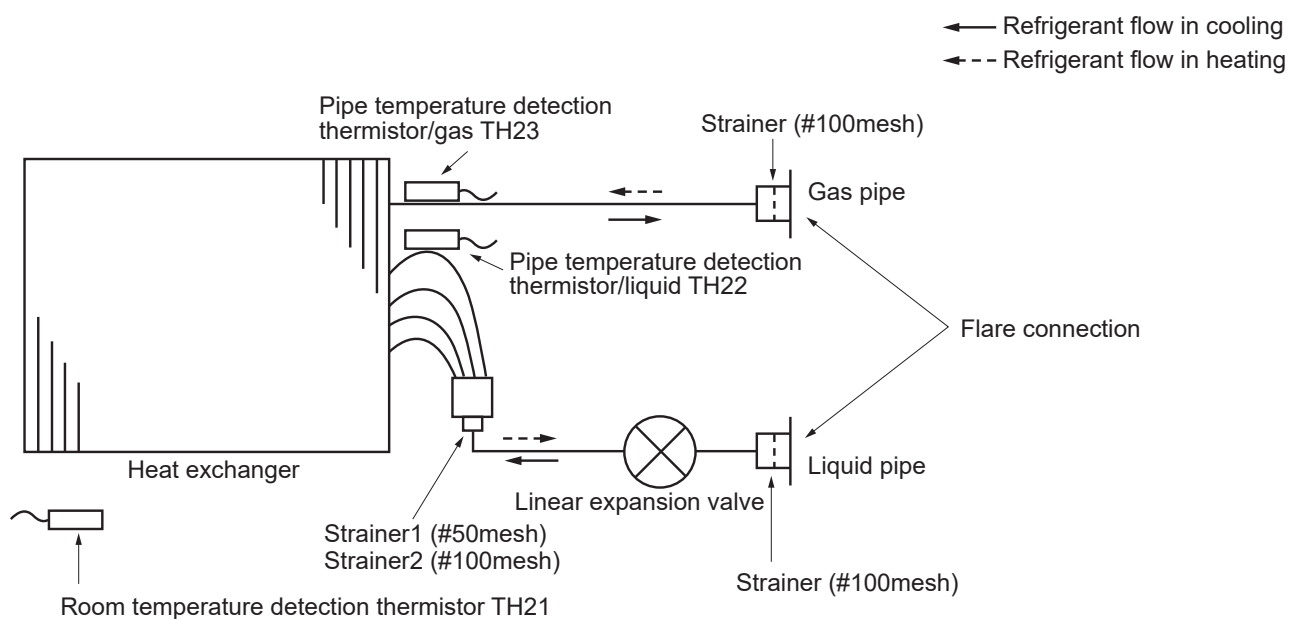 Refrigerant flow in cooling
Refrigerant flow in heating
Pipe temperature detection
thermistor/gas TH23
Strainer (#100mesh)
Gas pipe
Pipe temperature detection
thermistor/liquid TH22
Flare connection
Heat exchanger
Liquid pipe
Linear expansion valve
Strainer1 (#50mesh)
Strainer2 (#100mesh)
Strainer (#100mesh)
Room temperature detection thermistor TH21